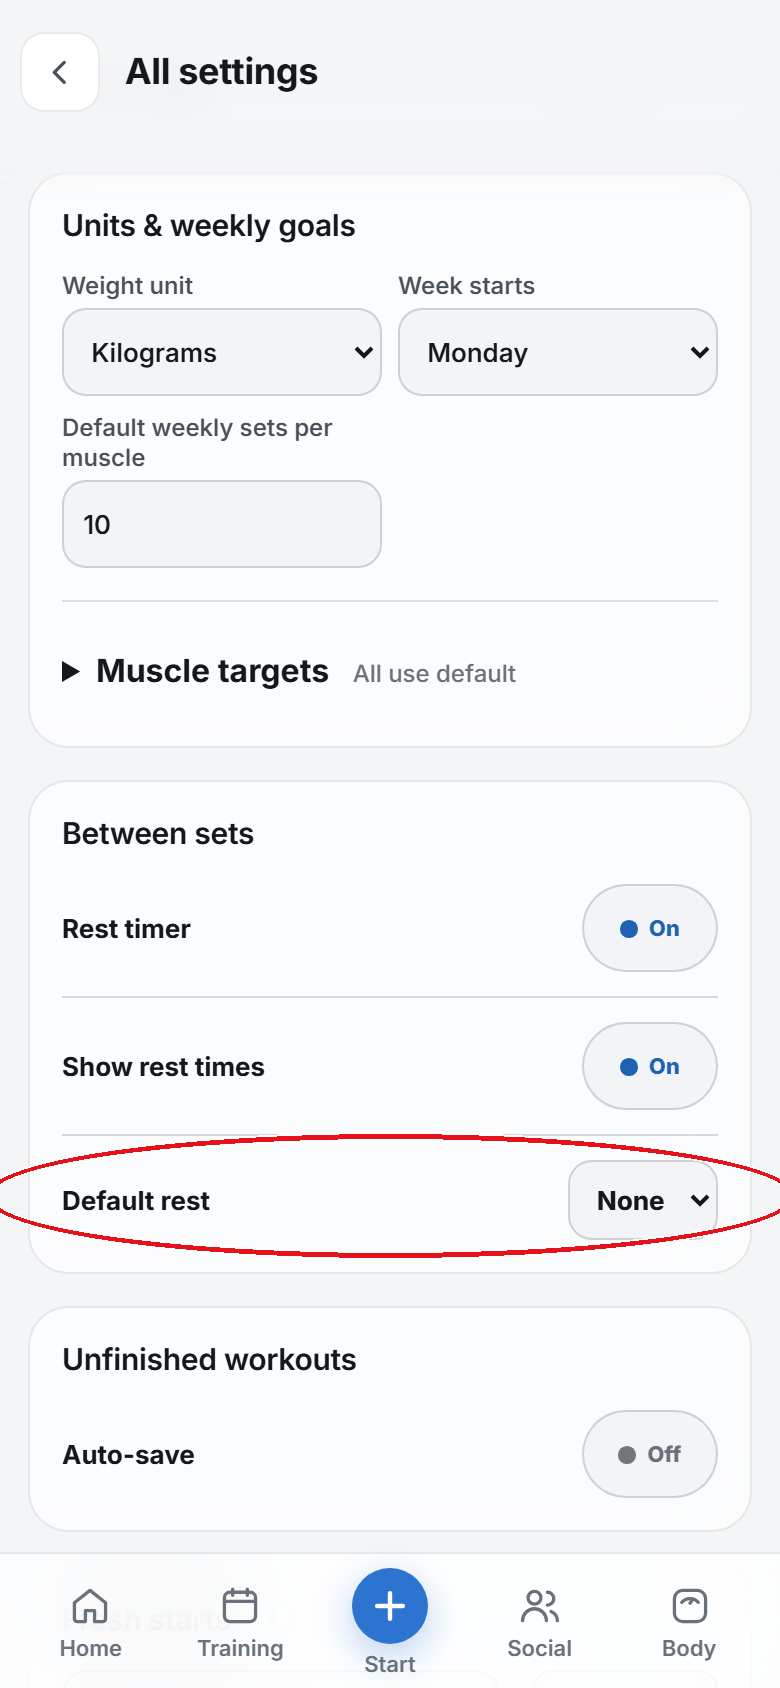 All settings
Units & weekly goals
Weight unit
Week starts
Kilograms
Monday
Default weekly sets per
muscle
10
Muscle targets
All use default
Between sets
Rest timer
On
Show rest times
On
Default rest
None
Unfinished workouts
Auto-save
Off
Home
Training
Start
Social
Body